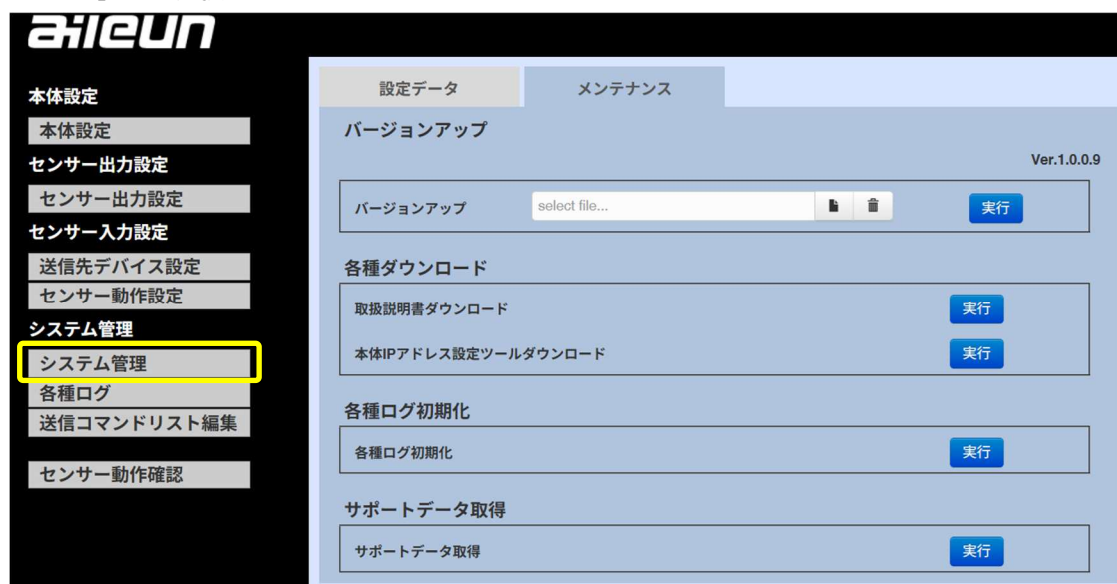 aileun
本体設定
本体設定
センサー出力設定
センサー出力設定
センサー入力設定
送信先デバイス設定
センサー動作設定
システム管理
システム管理
各種ログ
送信コマンドリスト編集
センサー動作確認
設定データ メンテナンス
バージョンアップ
Ver.1.0.0.9
バージョンアップ select file... 実行
各種ダウンロード
取扱説明書ダウンロード 実行
本体IPアドレス設定ツールダウンロード 実行
各種ログ初期化
各種ログ初期化 実行
サポートデータ取得
サポートデータ取得 実行